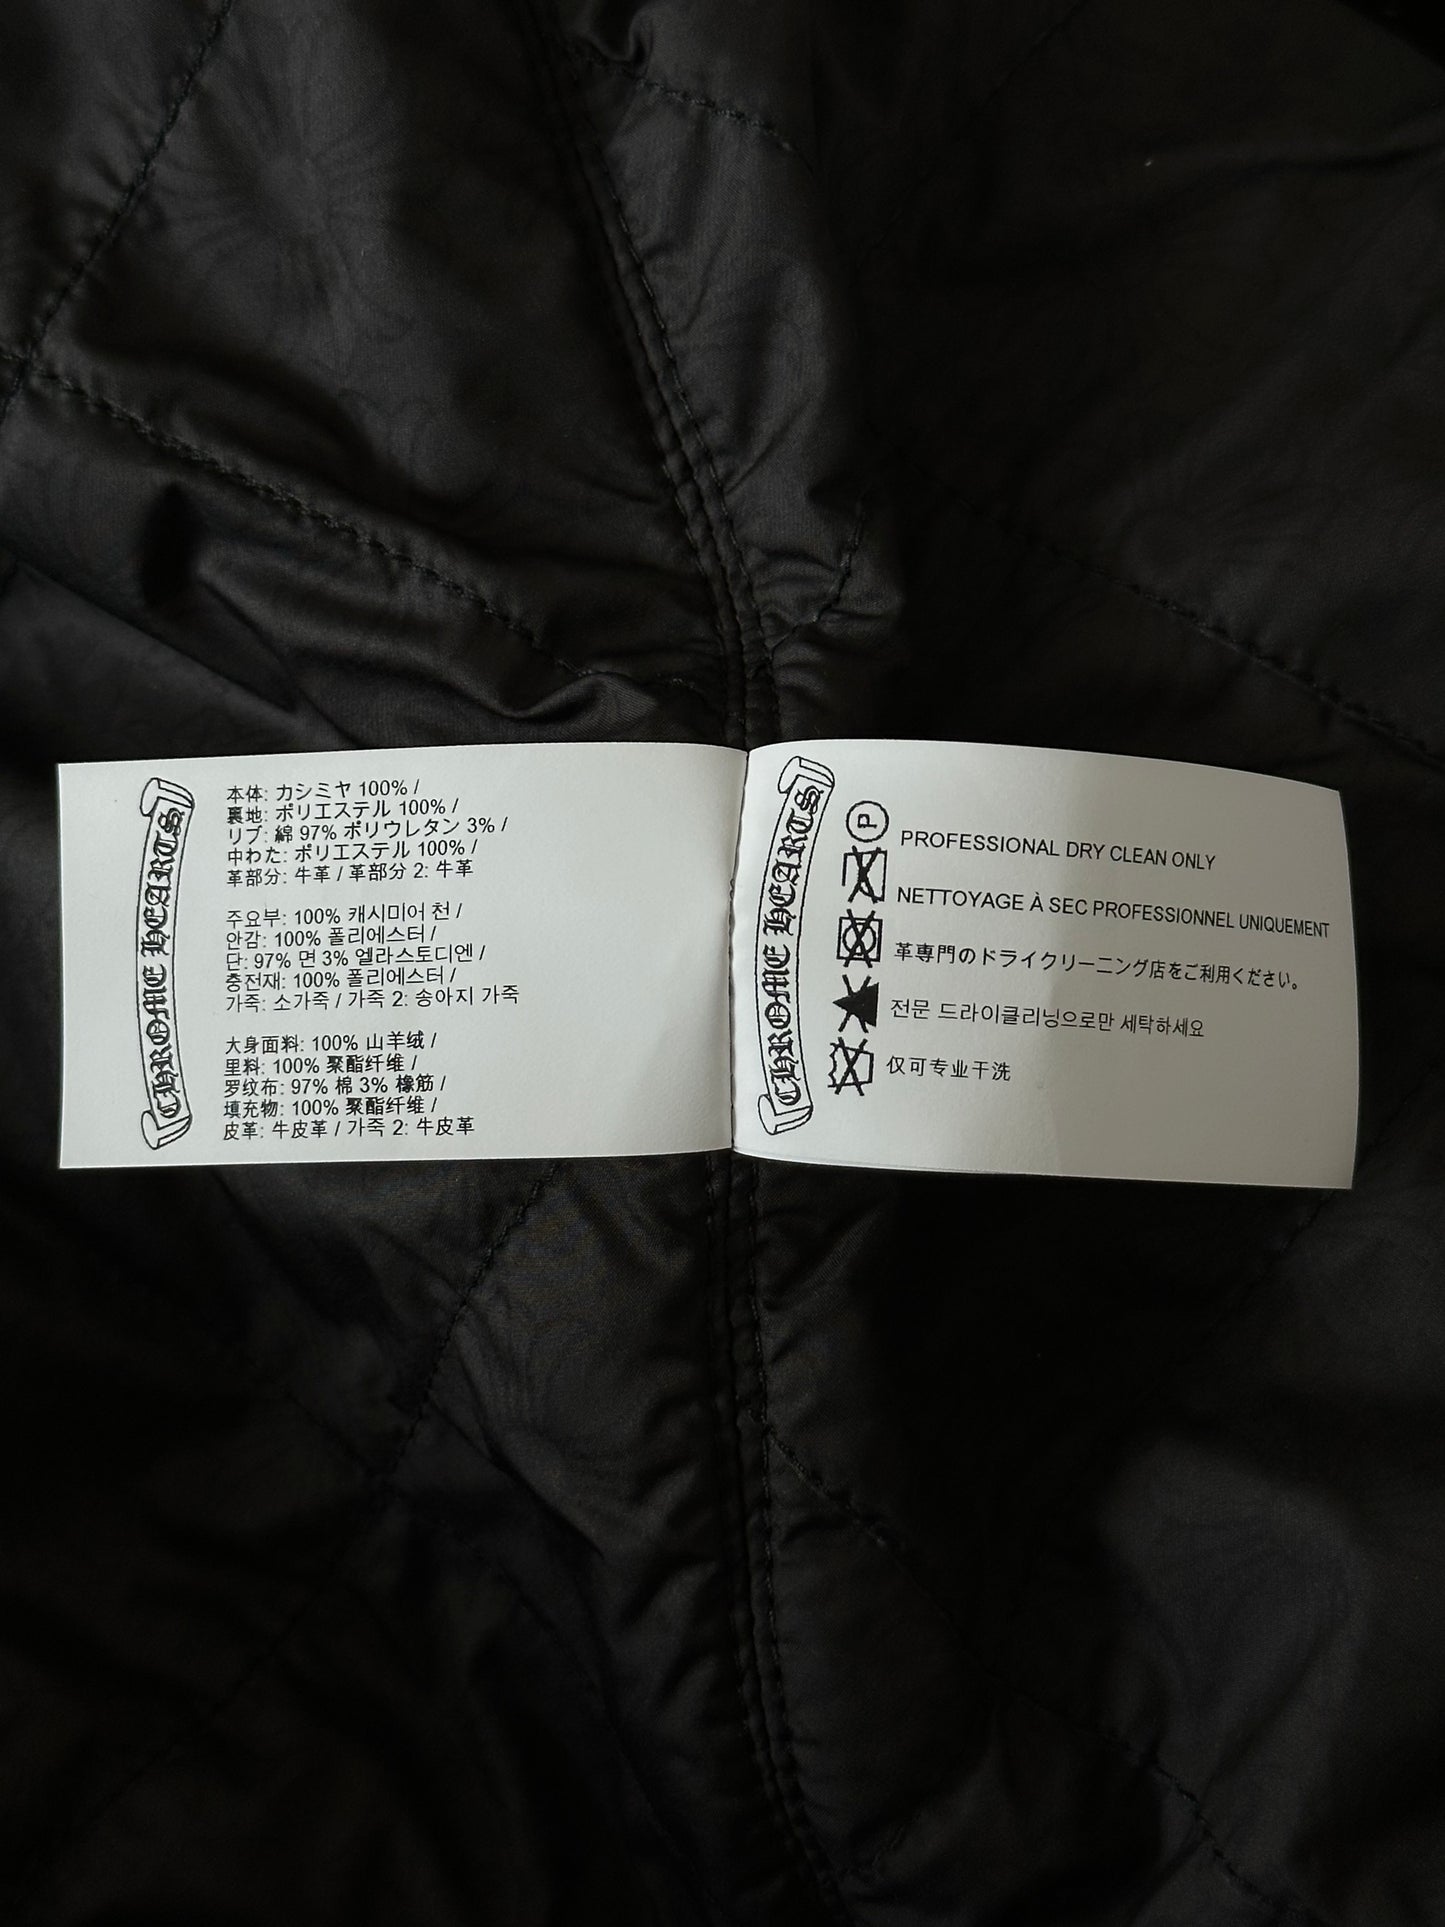 CHROME HEARTS
本体: カシミヤ 100% /
裏地: ポリエステル 100% /
リブ: 綿 97% ポリウレタン 3% /
中わた: ポリエステル 100% /
革部分: 牛革 / 革部分 2: 牛革
주요부: 100% 캐시미어 천 /
안감: 100% 폴리에스터 /
단: 97% 면 3% 엘라스토디엔 /
충전재: 100% 폴리에스터 /
가죽: 소가죽 / 가죽 2: 송아지 가죽
大身面料: 100% 山羊绒 /
里料: 100% 聚酯纤维 /
罗纹布: 97% 棉 3% 橡筋 /
填充物: 100% 聚酯纤维 /
皮革: 牛皮革 / 가죽 2: 牛皮革
CHROME HEARTS
P
PROFESSIONAL DRY CLEAN ONLY
NETTOYAGE À SEC PROFESSIONNEL UNIQUEMENT
革専門のドライクリーニング店をご利用ください。
전문 드라이클리닝으로만 세탁하세요
仅可专业干洗